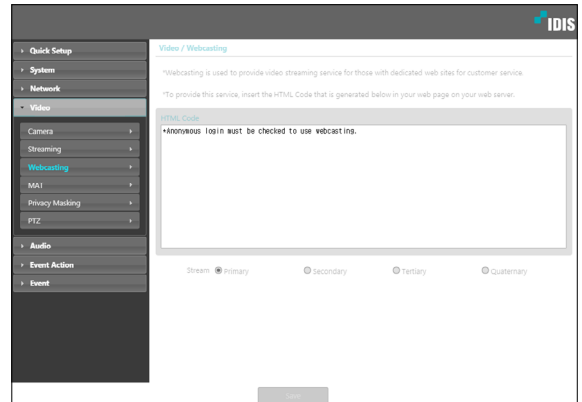 IDIS
Quick Setup
System
Network
Video
Camera
Streaming
Webcasting
MAT
Privacy Masking
PTZ
Audio
Event Action
Event
Video / Webcasting
*Webcasting is used to provide video streaming service for those with dedicated web sites for customer service.
*To provide this service, insert the HTML Code that is generated below in your web page on your web server.
HTML Code
*Anonymous login must be checked to use webcasting.
Stream Primary Secondary Tertiary Quaternary
Save